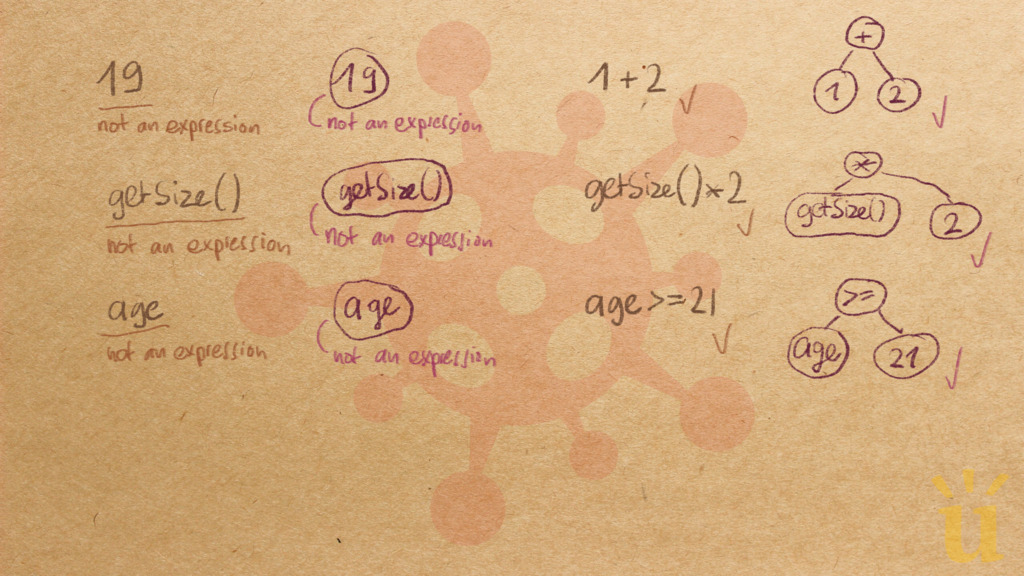 19 19 1+2 +
1 2
not an expression not an expression
getSize() getSize() getSize()*2 *
getSize() 2
not an expression not an expression
age age age>=21 >=
age 21
not an expression not an expression
u